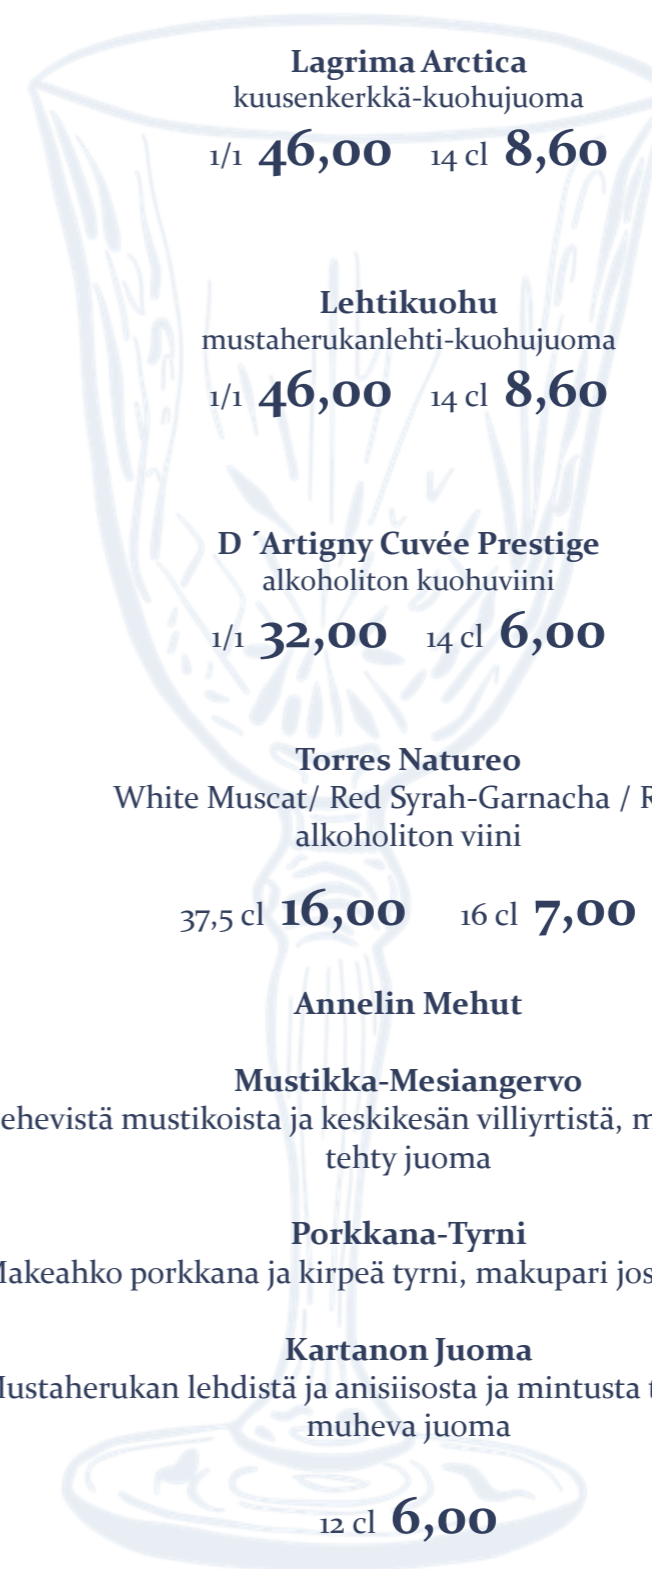 Lagrima Arctica
kuusenkerkkä-kuohujuoma
1/1 46,00 14 cl 8,60
Lehtikuohu
mustaherukanlehti-kuohujuoma
1/1 46,00 14 cl 8,60
D ´Artigny Cuvée Prestige
alkoholiton kuohuviini
1/1 32,00 14 cl 6,00
Torres Natureo
White Muscat/ Red Syrah-Garnacha /
alkoholiton viini
37,5 cl 16,00 16 cl 7,00
Annelin Mehut
Mustikka-Mesiangervo
mustikoista ja keskikesän villiyrtistä,
tehty juoma
Porkkana-Tyrni
Makeahko porkkana ja kirpeä tyrni, makupari
Kartanon Juoma
Mustaherukan lehdistä ja anisiisosta ja mintusta
muheva juoma
12 cl 6,00